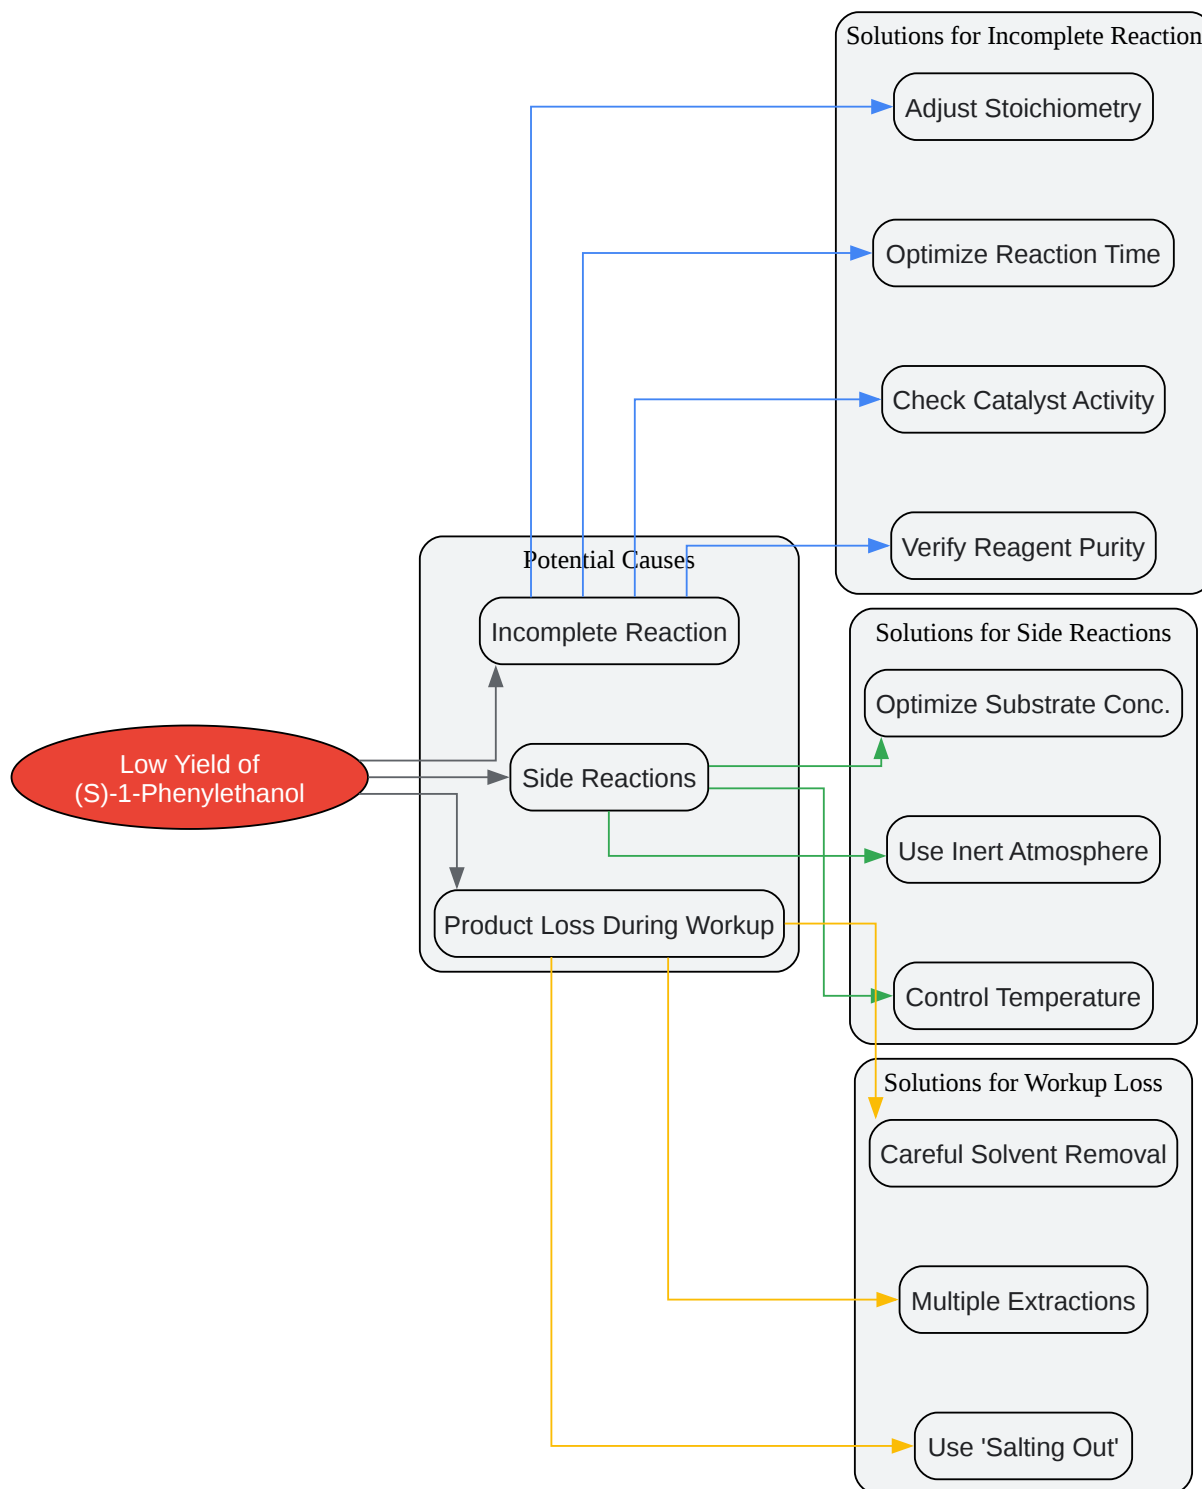 Low Yield of
(S)-1-Phenylethanol
Potential Causes
Incomplete Reaction
Side Reactions
Product Loss During Workup
Solutions for Incomplete Reaction
Adjust Stoichiometry
Optimize Reaction Time
Check Catalyst Activity
Verify Reagent Purity
Solutions for Side Reactions
Optimize Substrate Conc.
Use Inert Atmosphere
Control Temperature
Solutions for Workup Loss
Careful Solvent Removal
Multiple Extractions
Use 'Salting Out'